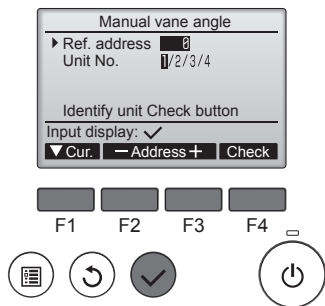 Manual vane angle
Ref. address 0
Unit No. 1/2/3/4
Identify unit Check button
Input display: ✓
▼ Cur. − Address + Check
F1 F2 F3 F4